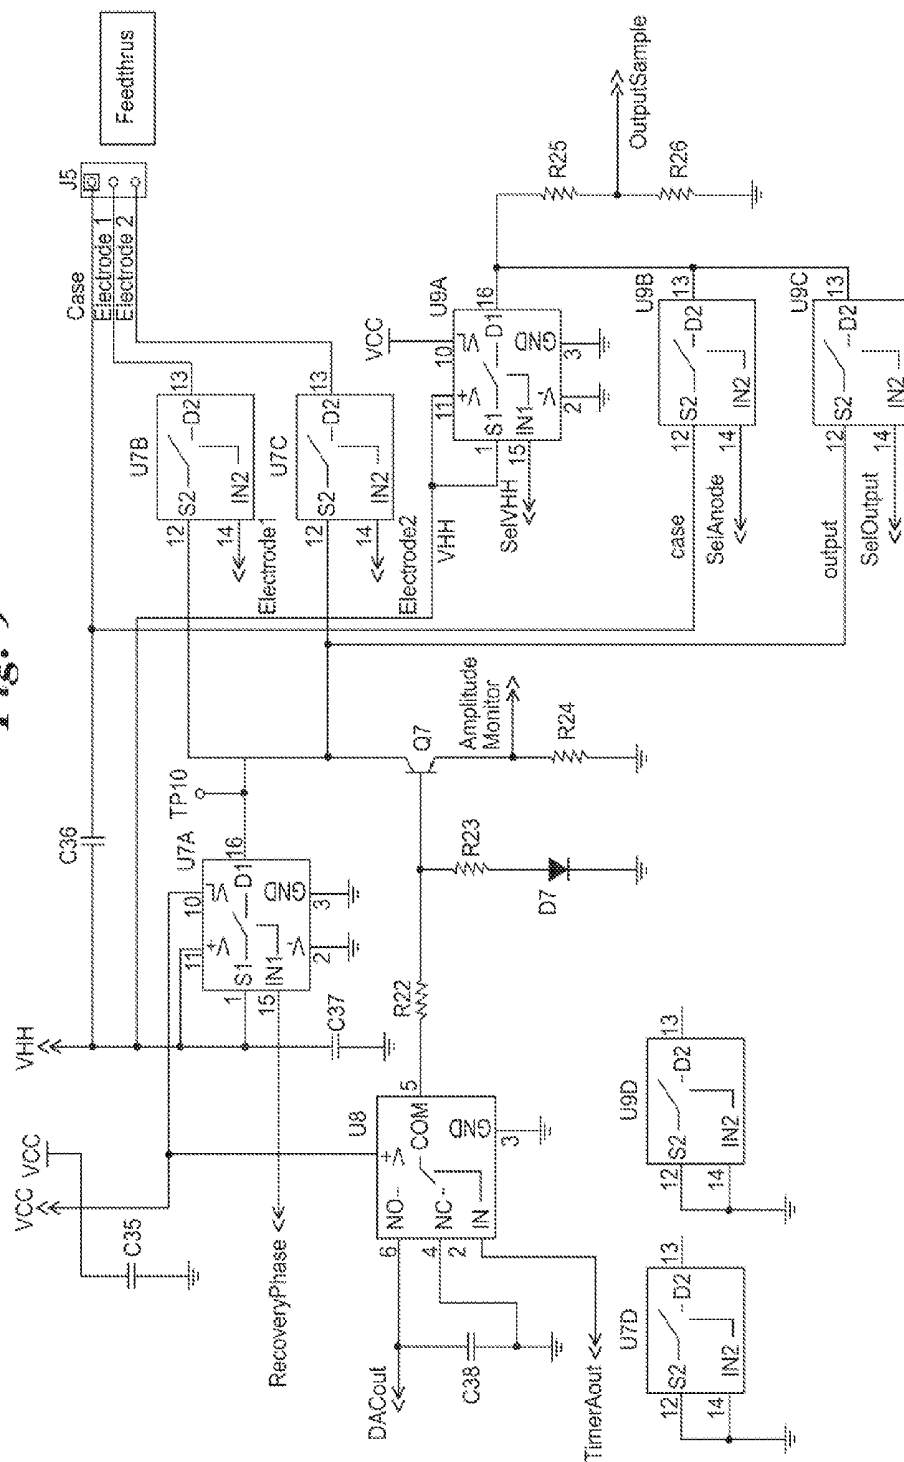 Fig.
Feedthrus
J5
Case
Electrode 1
Electrode 2
VCC
VCC
C35
VHH
C36
C37
RecoveryPhase
U7A
11
V+
10
VL
1
S1
D1
16
15
IN1
V-
GND
2
3
TP10
U7B
12
S2
D2
13
14
IN2
Electrode1
U7C
12
S2
D2
13
14
IN2
Electrode2
VHH
SelVHH
VCC
U9A
11
V+
10
VL
1
S1
D1
16
15
IN1
V-
GND
2
3
R25
R26
OutputSample
DACout
C38
TimerAout
U8
6
NO
V+
COM
5
4
NC
2
IN
GND
3
R22
R23
D7
Q7
Amplitude
Monitor
R24
case
SelAnode
U9B
12
S2
D2
13
14
IN2
output
SelOutput
U9C
12
S2
D2
13
14
IN2
U7D
12
S2
D2
13
14
IN2
U9D
12
S2
D2
13
14
IN2